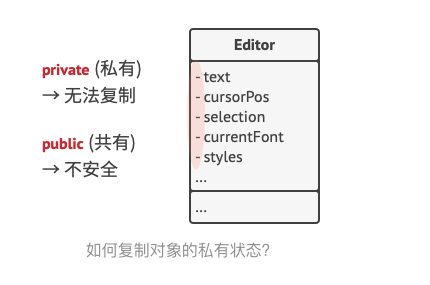 private (私有)
→ 无法复制
public (共有)
→ 不安全
Editor
- text
- cursorPos
- selection
- currentFont
- styles
...
...
如何复制对象的私有状态?